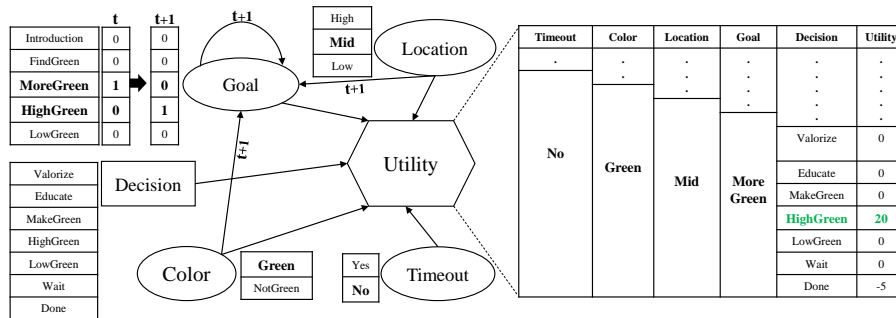 t t+1
Introduction 0 0
FindGreen 0 0
MoreGreen 1 0
HighGreen 0 1
LowGreen 0 0
t+1
Goal
High
Mid
Low
Location
t+1
t+1
Utility
Decision
Valorize
Educate
MakeGreen
HighGreen
LowGreen
Wait
Done
Color
Green
NotGreen
Yes
No
Timeout
Timeout Color Location Goal Decision Utility
. . . . . .
. . . . .
. . . .
. . .
. .
No
Green
Mid
More
Green
Valorize 0
Educate 0
MakeGreen 0
HighGreen 20
LowGreen 0
Wait 0
Done -5